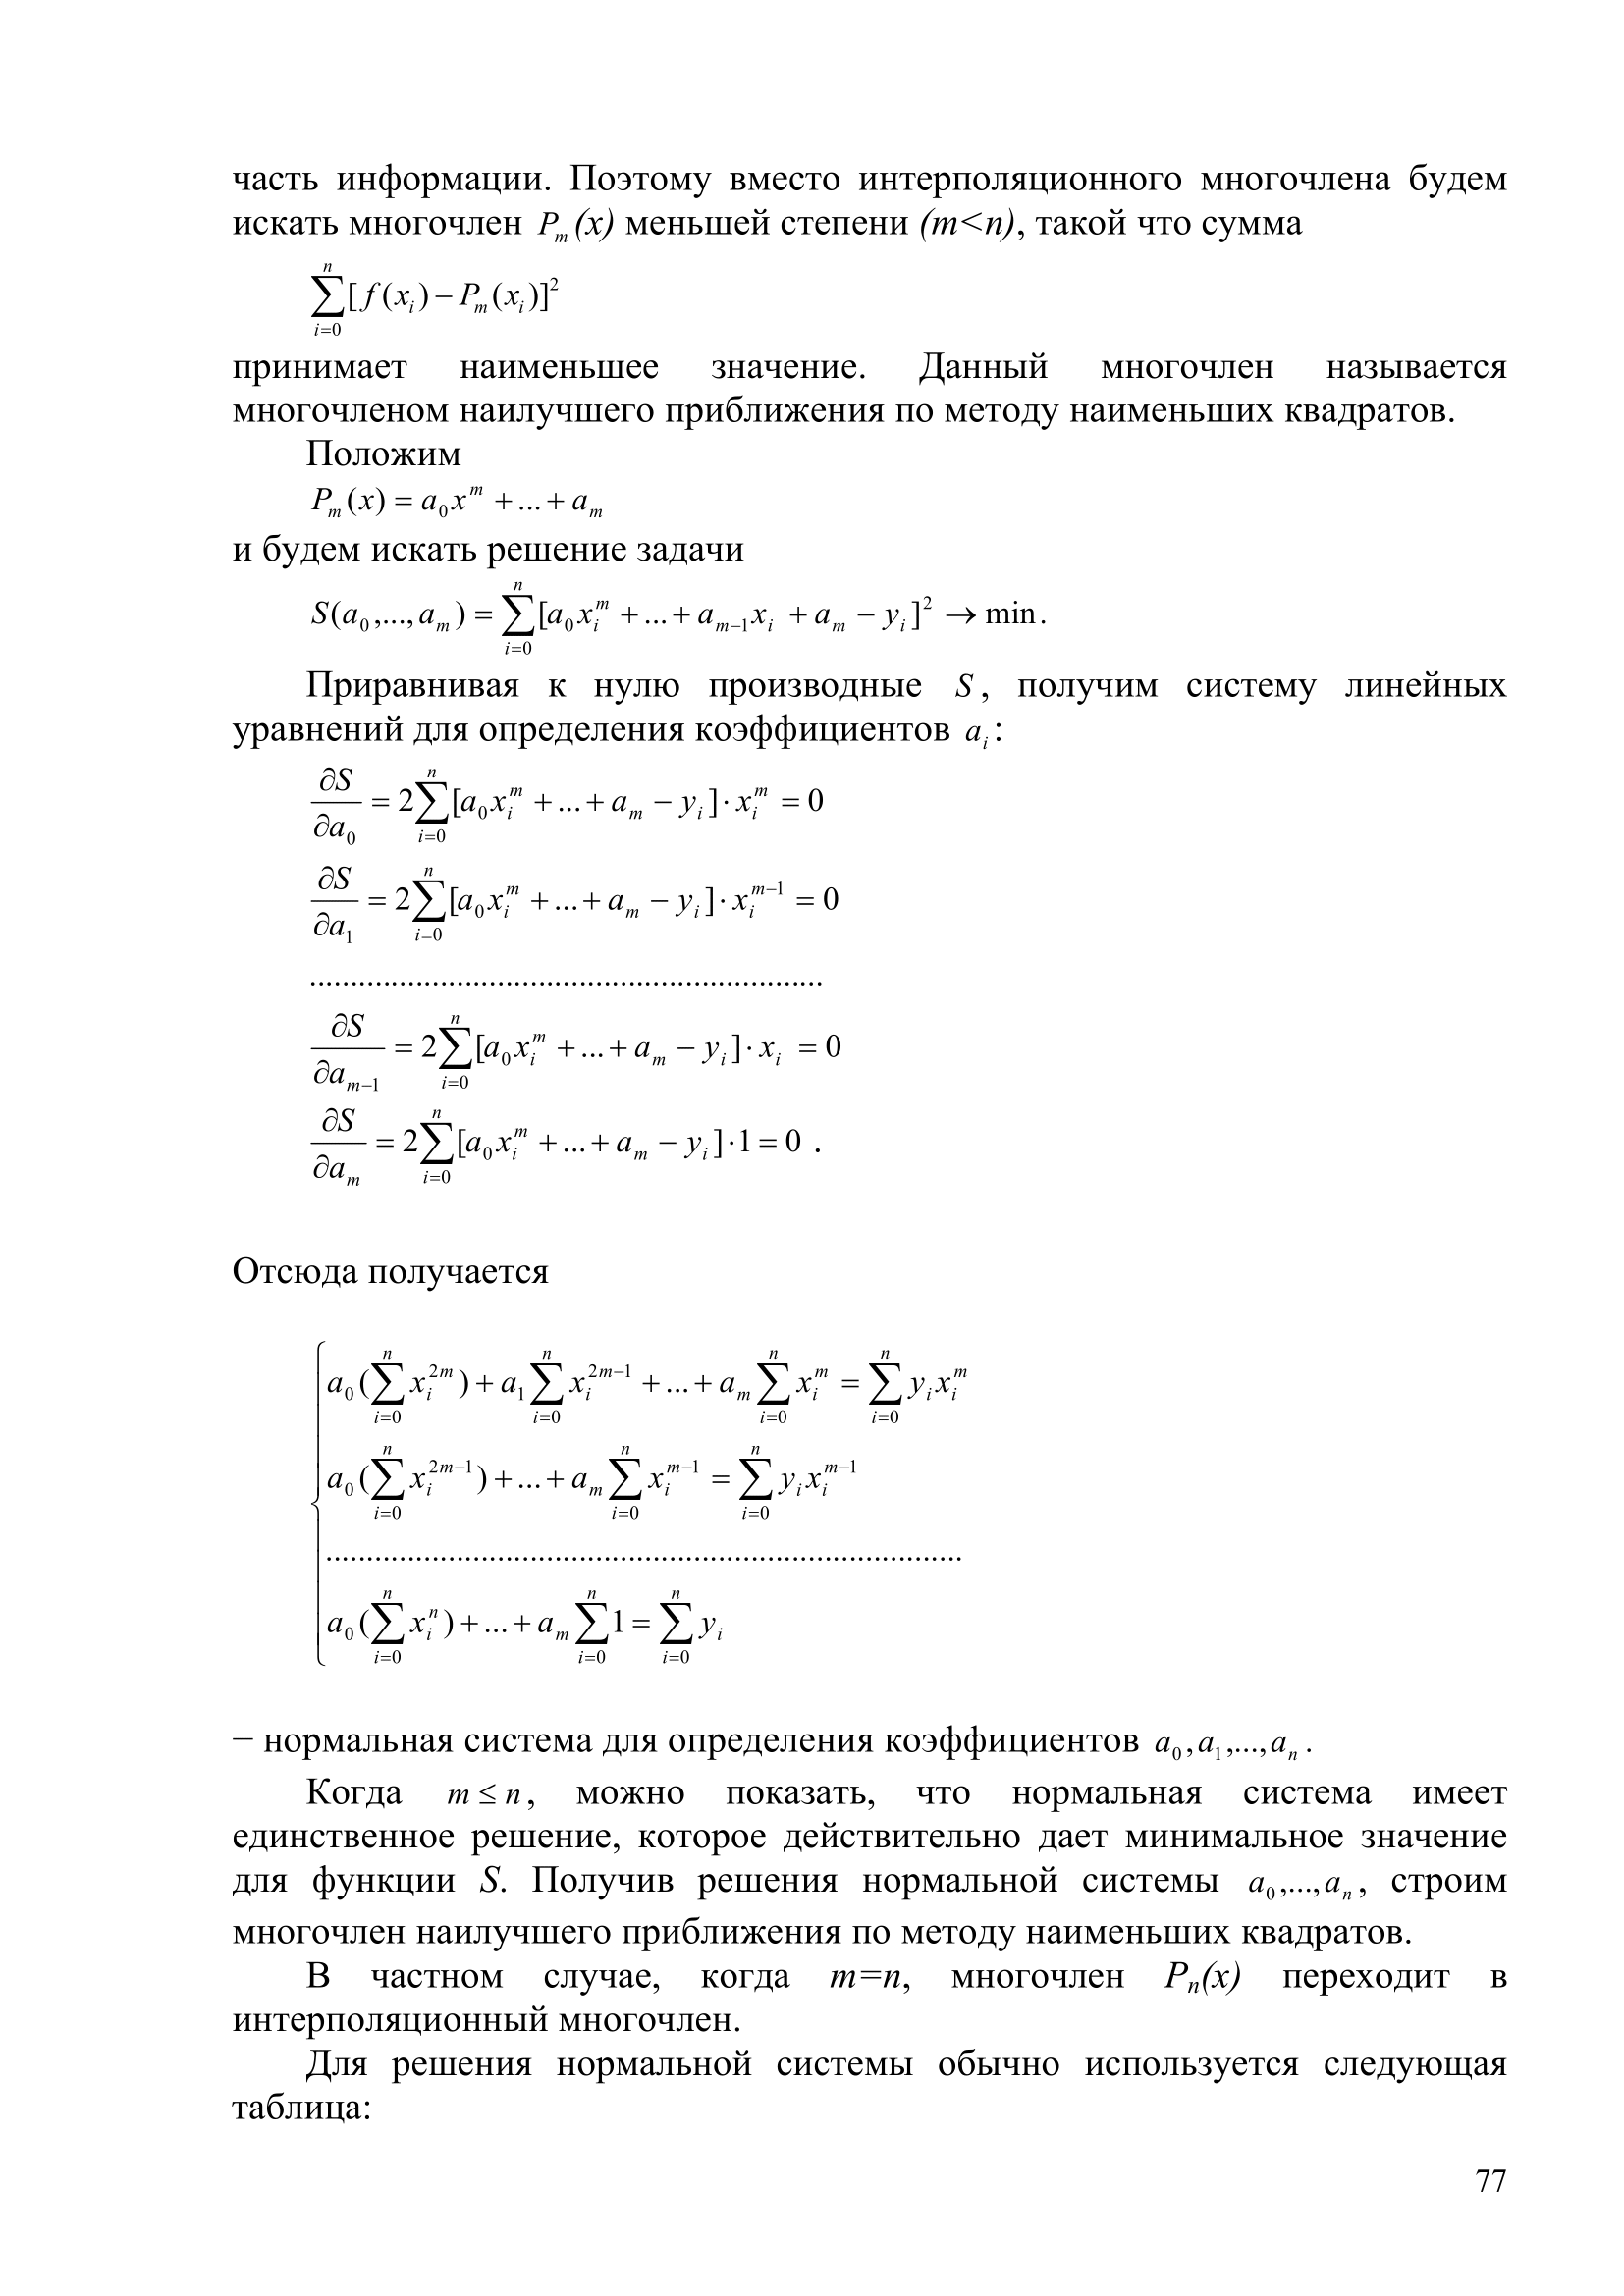 часть информации. Поэтому вместо интерполяционного многочлена будем
искать многочлен $P_m$(x) меньшей степени (m<n), такой что сумма
$\sum_{i=0}^{n}[f(x_i)-P_m(x_i)]^2$
принимает наименьшее значение. Данный многочлен называется
многочленом наилучшего приближения по методу наименьших квадратов.
Положим
$P_m(x)=a_0x^m+...+a_m$
и будем искать решение задачи
$S(a_0,...,a_m)=\sum_{i=0}^{n}[a_0x_i^m+...+a_{m-1}x_i+a_m-y_i]^2\to\min.$
Приравнивая к нулю производные $S$, получим систему линейных
уравнений для определения коэффициентов $a_i$:
$\frac{\partial S}{\partial a_0}=2\sum_{i=0}^{n}[a_0x_i^m+...+a_m-y_i]\cdot x_i^m=0$
$\frac{\partial S}{\partial a_1}=2\sum_{i=0}^{n}[a_0x_i^m+...+a_m-y_i]\cdot x_i^{m-1}=0$
...............................................................
$\frac{\partial S}{\partial a_{m-1}}=2\sum_{i=0}^{n}[a_0x_i^m+...+a_m-y_i]\cdot x_i=0$
$\frac{\partial S}{\partial a_m}=2\sum_{i=0}^{n}[a_0x_i^m+...+a_m-y_i]\cdot 1=0$ .
Отсюда получается
$a_0(\sum_{i=0}^{n}x_i^{2m})+a_1\sum_{i=0}^{n}x_i^{2m-1}+...+a_m\sum_{i=0}^{n}x_i^m=\sum_{i=0}^{n}y_ix_i^m$
$a_0(\sum_{i=0}^{n}x_i^{2m-1})+...+a_m\sum_{i=0}^{n}x_i^{m-1}=\sum_{i=0}^{n}y_ix_i^{m-1}$
..............................................................................
$a_0(\sum_{i=0}^{n}x_i^n)+...+a_m\sum_{i=0}^{n}1=\sum_{i=0}^{n}y_i$
− нормальная система для определения коэффициентов $a_0,a_1,...,a_n$ .
Когда $m\le n$, можно показать, что нормальная система имеет
единственное решение, которое действительно дает минимальное значение
для функции S. Получив решения нормальной системы $a_0,...,a_n$, строим
многочлен наилучшего приближения по методу наименьших квадратов.
В частном случае, когда m=n, многочлен $P_n(x)$ переходит в
интерполяционный многочлен.
Для решения нормальной системы обычно используется следующая
таблица:
77